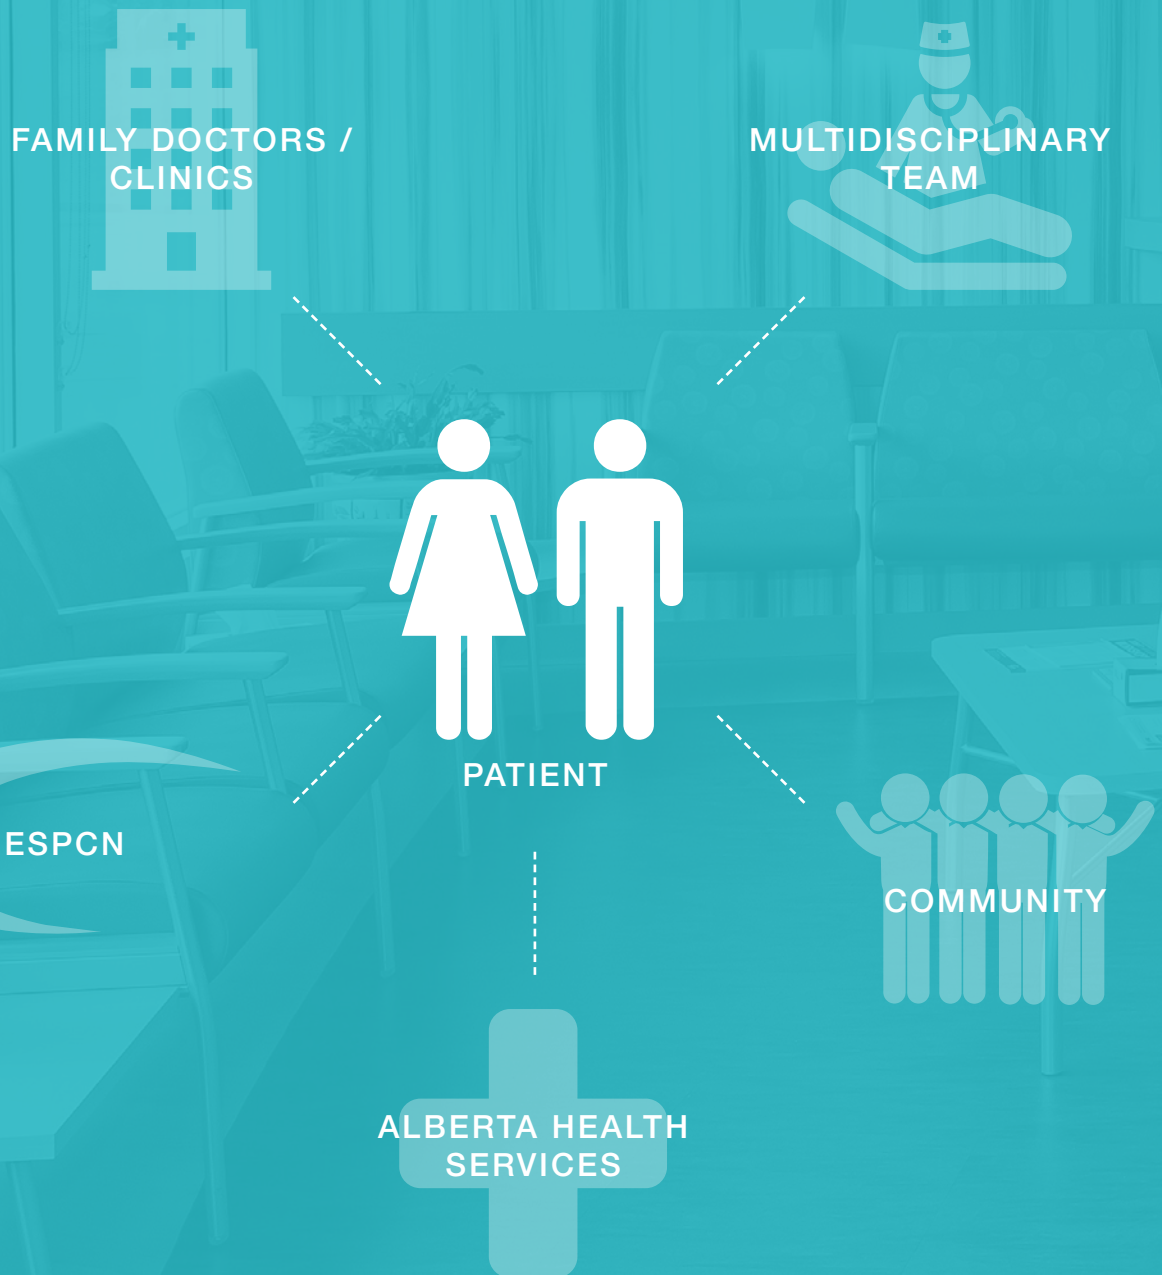 FAMILY DOCTORS /
CLINICS
MULTIDISCIPLINARY
TEAM
PATIENT
ESPCN
COMMUNITY
ALBERTA HEALTH
SERVICES